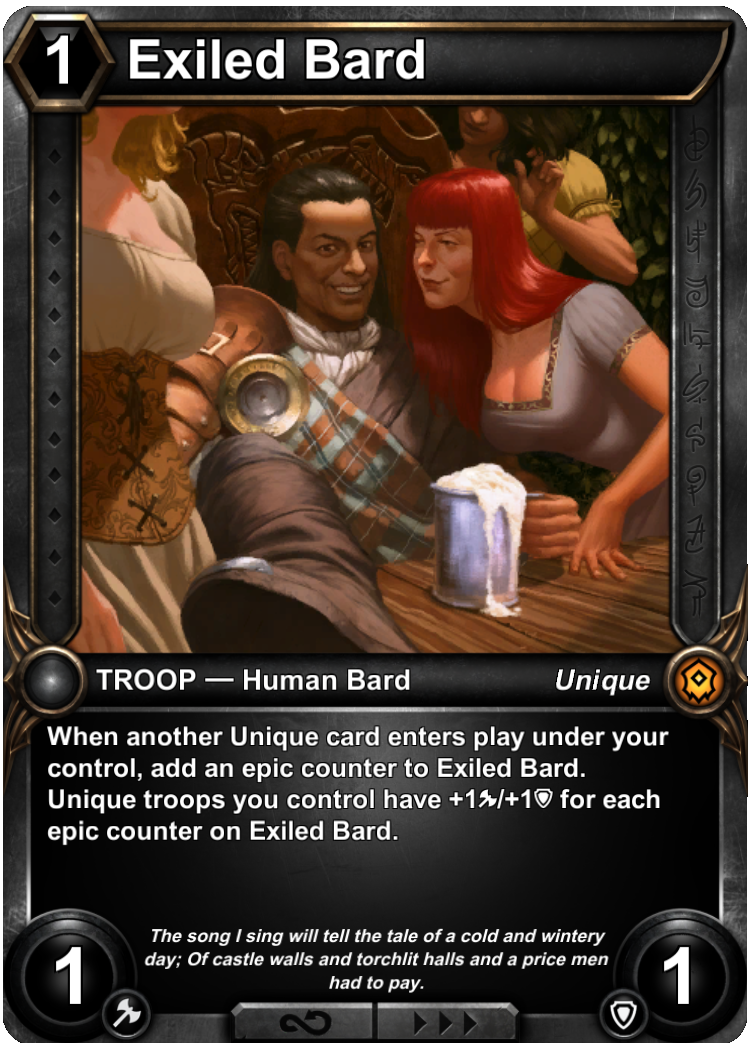 1
Exiled Bard
TROOP — Human Bard
Unique
When another Unique card enters play under your
control, add an epic counter to Exiled Bard.
Unique troops you control have +1/+1 for each
epic counter on Exiled Bard.
The song I sing will tell the tale of a cold and wintery
day; Of castle walls and torchlit halls and a price men
had to pay.
1
1